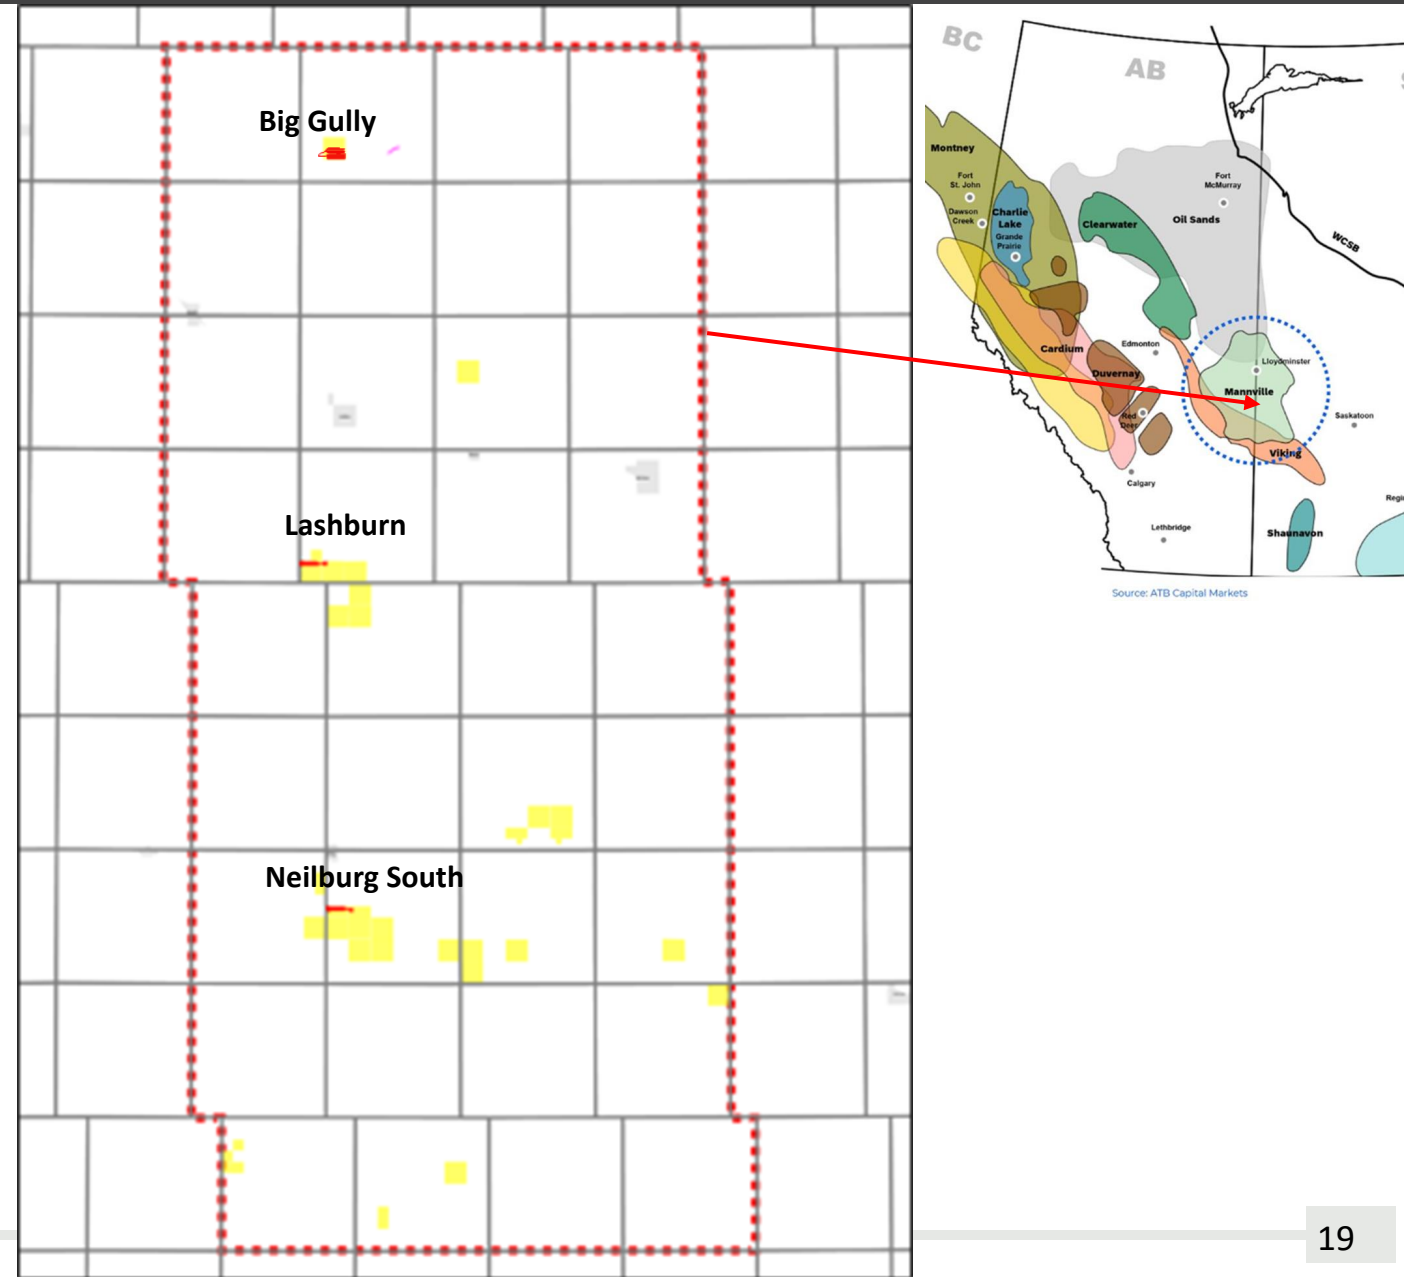 Big Gully
Lashburn
Neilburg South
BC
AB
Montney
Fort
St. John
Dawson
Creek
Charlie
Lake
Grande
Prairie
Clearwater
Oil Sands
Fort
McMurray
WCSB
Cardium
Edmonton
Duvernay
Red
Deer
Lloydminster
Mannville
Saskatoon
Viking
Calgary
Lethbridge
Shaunavon
Regi
Source: ATB Capital Markets
19